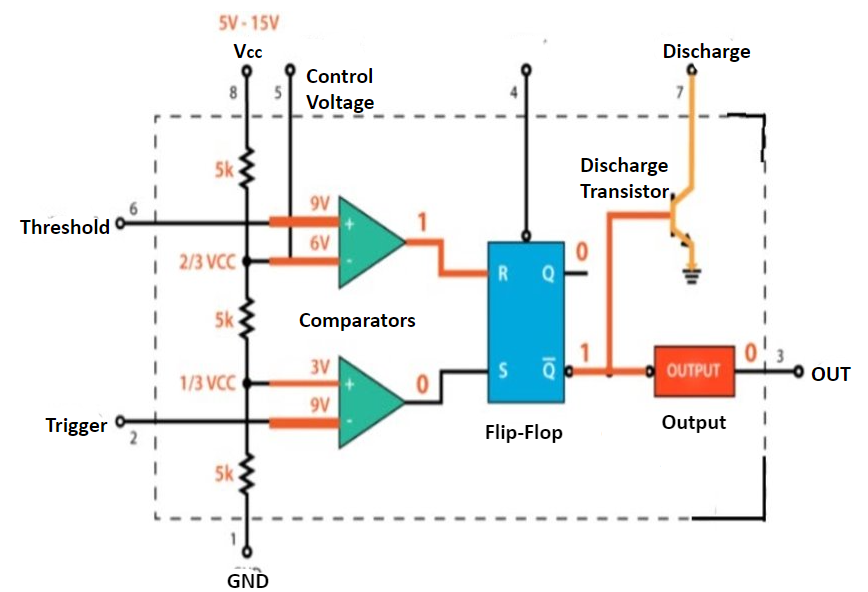 5V - 15V
Vcc
Discharge
8
5
Control
Voltage
4
7
5k
Discharge
Transistor
Threshold
6
9V
+
1
2/3 VCC
6V
-
R
Q
0
5k
Comparators
1/3 VCC
3V
+
0
S
Q̅
1
OUTPUT
0
3
OUT
Trigger
2
9V
-
Flip-Flop
Output
5k
1
GND